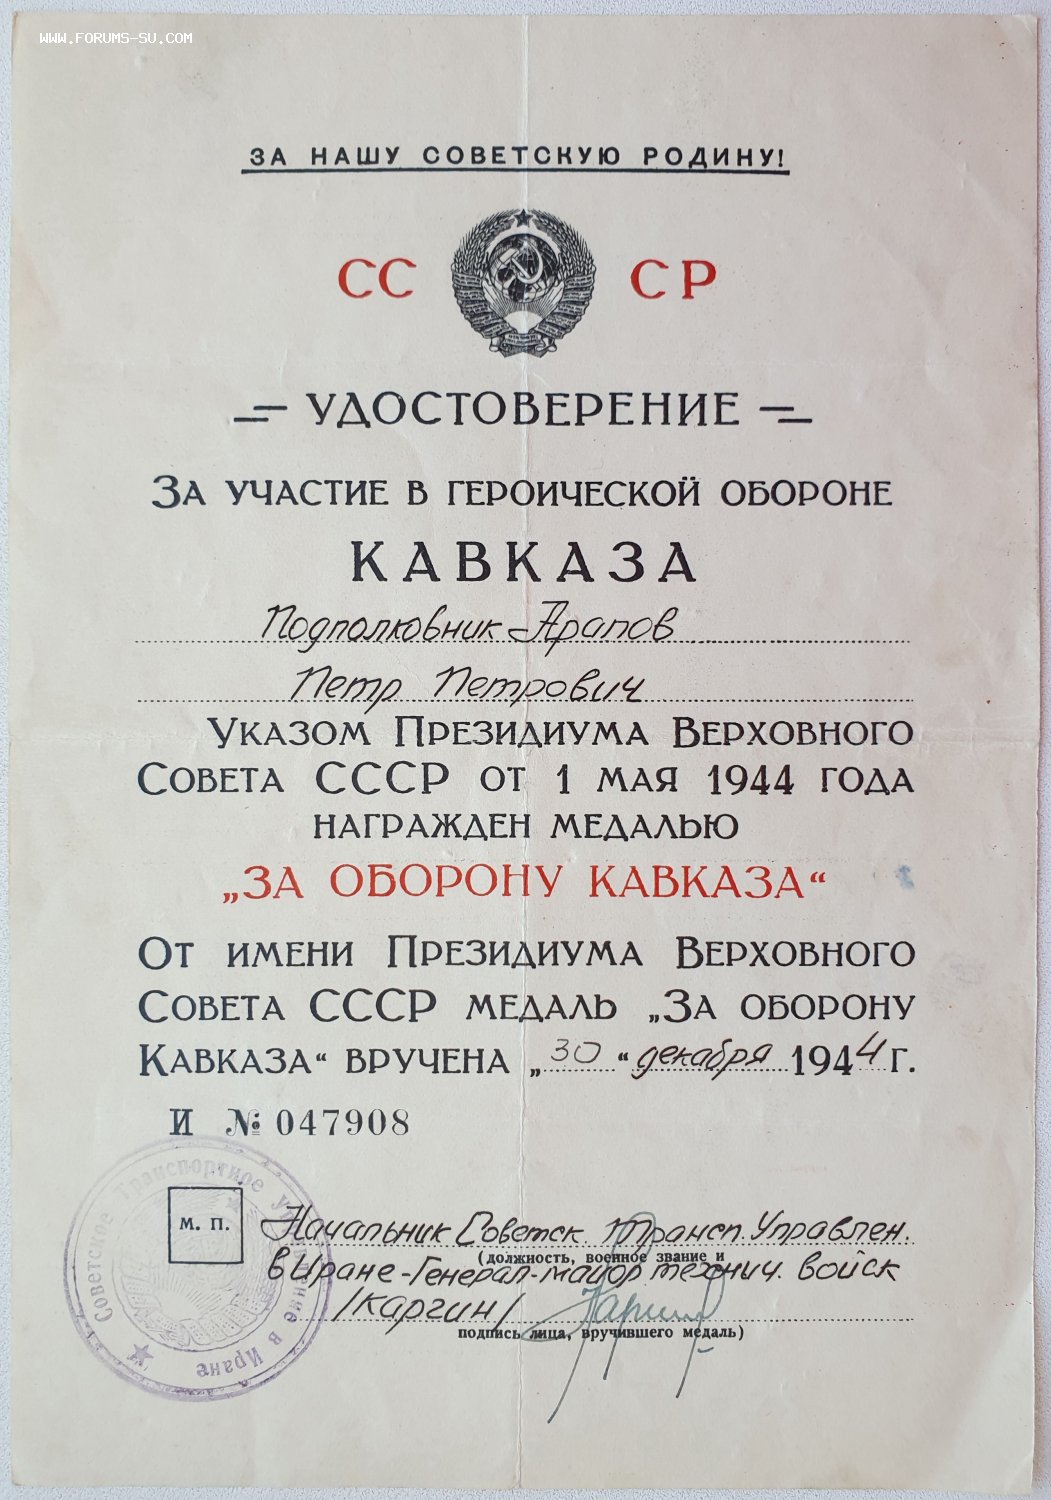 WWW.FORUMS-SU.COM
ЗА НАШУ СОВЕТСКУЮ РОДИНУ!
СС СР
УДОСТОВЕРЕНИЕ
ЗА УЧАСТИЕ В ГЕРОИЧЕСКОЙ ОБОРОНЕ
КАВКАЗА
Подполковник Арапов
Петр Петрович
УКАЗОМ ПРЕЗИДИУМА ВЕРХОВНОГО
СОВЕТА СССР ОТ 1 МАЯ 1944 ГОДА
НАГРАЖДЕН МЕДАЛЬЮ
„ЗА ОБОРОНУ КАВКАЗА“
ОТ ИМЕНИ ПРЕЗИДИУМА ВЕРХОВНОГО
СОВЕТА СССР МЕДАЛЬ „ЗА ОБОРОНУ
КАВКАЗА“ ВРУЧЕНА „30“ декабря 1944 Г.
И № 047908
Советское Транспортное Управление в Иране
М. П.
Начальник Советск. Трансп. Управлен.
(должность, военное звание и
в Иране - Генерал-майор технич. войск
/Каргин/ Каргин
подпись лица, вручившего медаль)